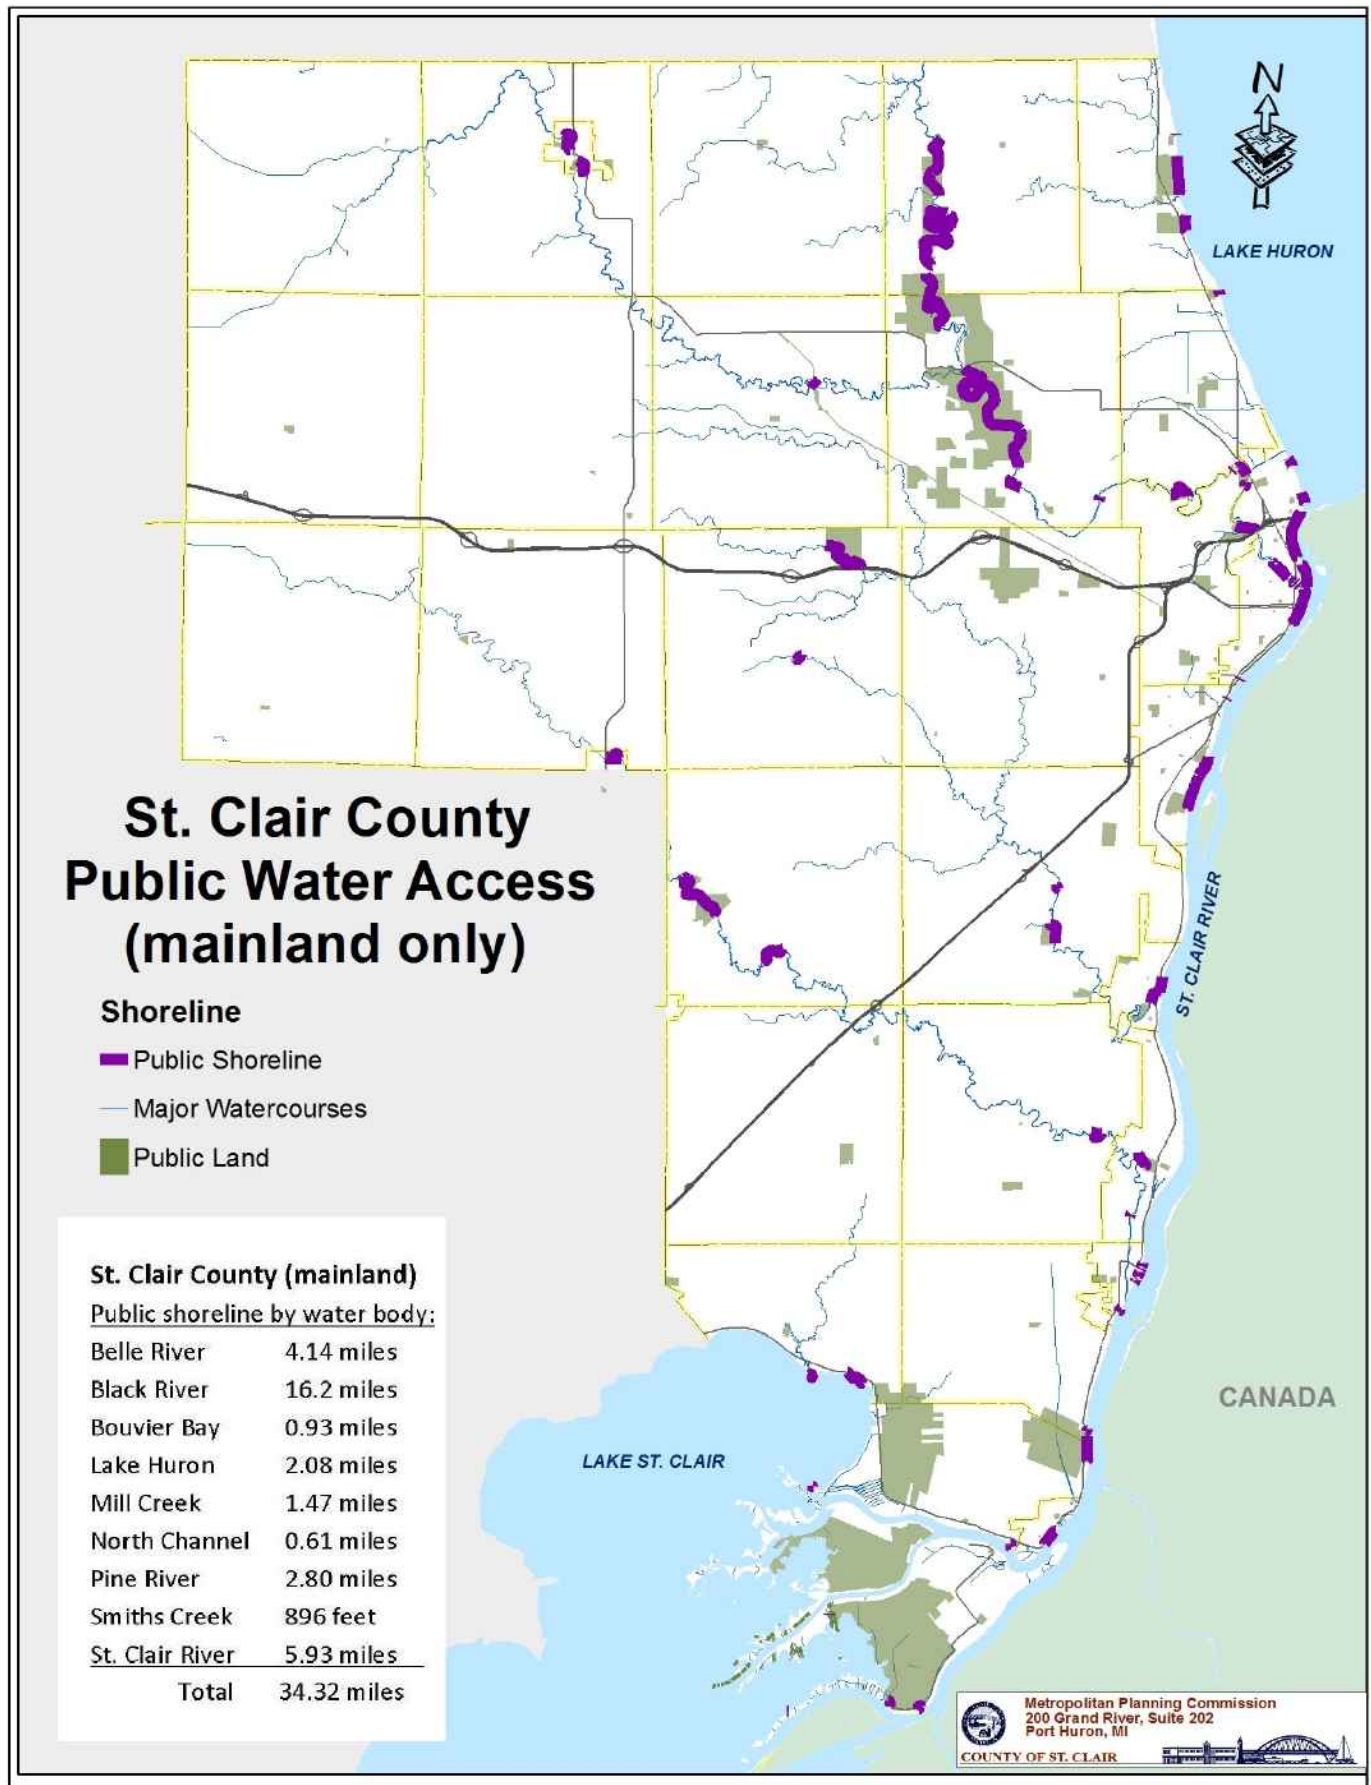 N
LAKE HURON
St. Clair County
Public Water Access
(mainland only)
Shoreline
Public Shoreline
Major Watercourses
Public Land
ST. CLAIR RIVER
St. Clair County (mainland)
Public shoreline by water body:
Belle River 4.14 miles
Black River 16.2 miles
Bouvier Bay 0.93 miles
Lake Huron 2.08 miles
Mill Creek 1.47 miles
North Channel 0.61 miles
Pine River 2.80 miles
Smiths Creek 896 feet
St. Clair River 5.93 miles
Total 34.32 miles
CANADA
LAKE ST. CLAIR
Metropolitan Planning Commission
200 Grand River, Suite 202
Port Huron, MI
COUNTY OF ST. CLAIR